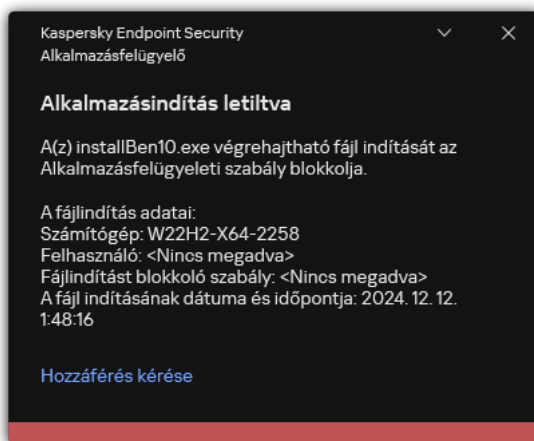 Kaspersky Endpoint Security
Alkalmazásfelügyelő
Alkalmazásindítás letiltva
A(z) installBen10.exe végrehajtható fájl indítását az
Alkalmazásfelügyeleti szabály blokkolja.
A fájlindítás adatai:
Számítógép: W22H2-X64-2258
Felhasználó: <Nincs megadva>
Fájlindítást blokkoló szabály: <Nincs megadva>
A fájl indításának dátuma és időpontja: 2024. 12. 12.
1:48:16
Hozzáférés kérése